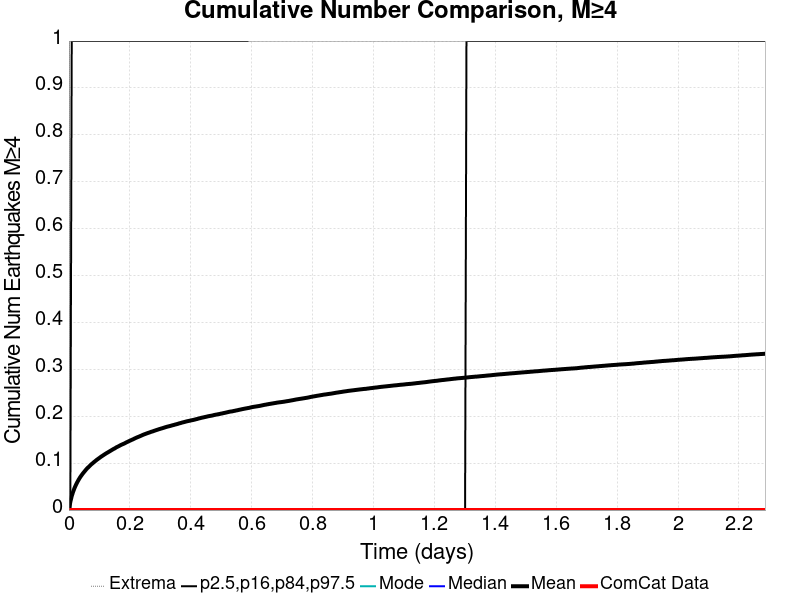 Cumulative Number Comparison, M≥4
Cumulative Num Earthquakes M≥4
1
0.9
0.8
0.7
0.6
0.5
0.4
0.3
0.2
0.1
0
0 0.2 0.4 0.6 0.8 1 1.2 1.4 1.6 1.8 2 2.2
Time (days)
Extrema p2.5,p16,p84,p97.5 Mode Median Mean ComCat Data